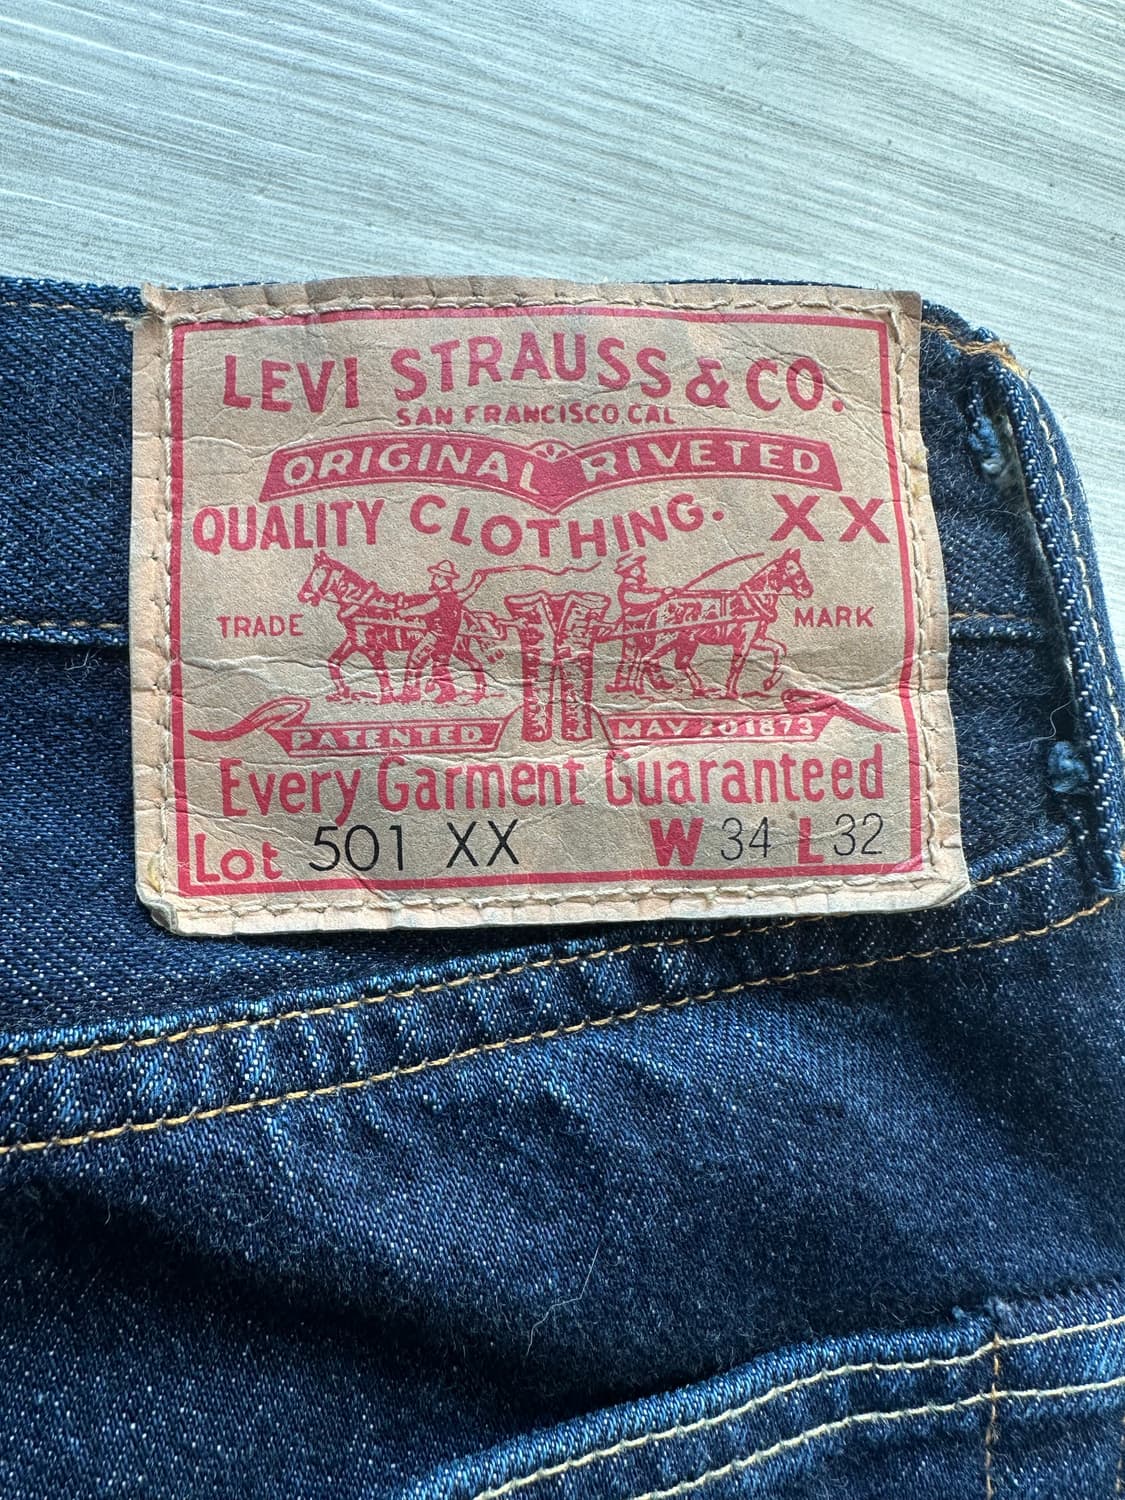 LEVI STRAUSS & CO.
SAN FRANCISCO, CAL.
ORIGINAL RIVETED
QUALITY CLOTHING. XX
TRADE MARK
PATENTED MAY 20 1873
Every Garment Guaranteed
Lot 501 XX W 34 L 32